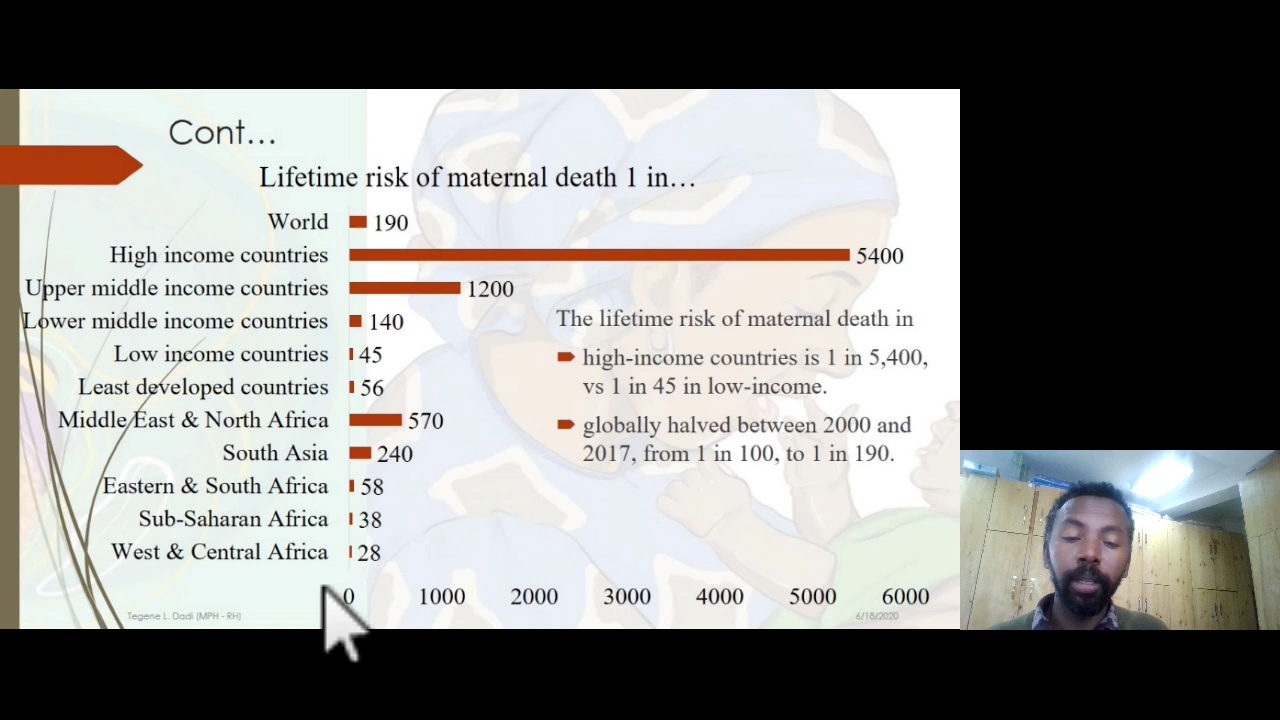 Cont…
Lifetime risk of maternal death 1 in…
World 190
High income countries 5400
Upper middle income countries 1200
Lower middle income countries 140
Low income countries 45
Least developed countries 56
Middle East & North Africa 570
South Asia 240
Eastern & South Africa 58
Sub-Saharan Africa 38
West & Central Africa 28
0 1000 2000 3000 4000 5000 6000
The lifetime risk of maternal death in
high-income countries is 1 in 5,400,
vs 1 in 45 in low-income.
globally halved between 2000 and
2017, from 1 in 100, to 1 in 190.
Tegene L. Dadi (MPH - RH)
6/18/2020